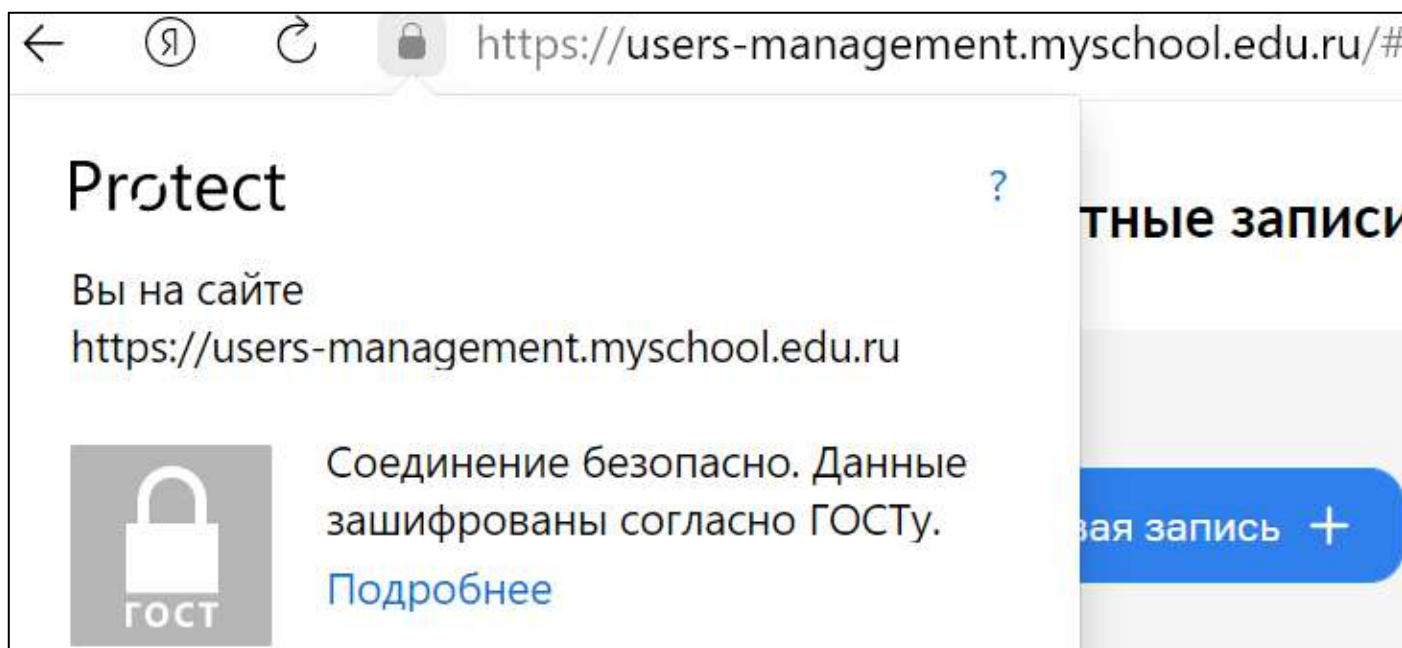 Я https://users-management.myschool.edu.ru/#
Protect ?
Вы на сайте
https://users-management.myschool.edu.ru
Соединение безопасно. Данные
зашифрованы согласно ГОСТу.
Подробнее
ГОСТ
тные записи
вая запись +